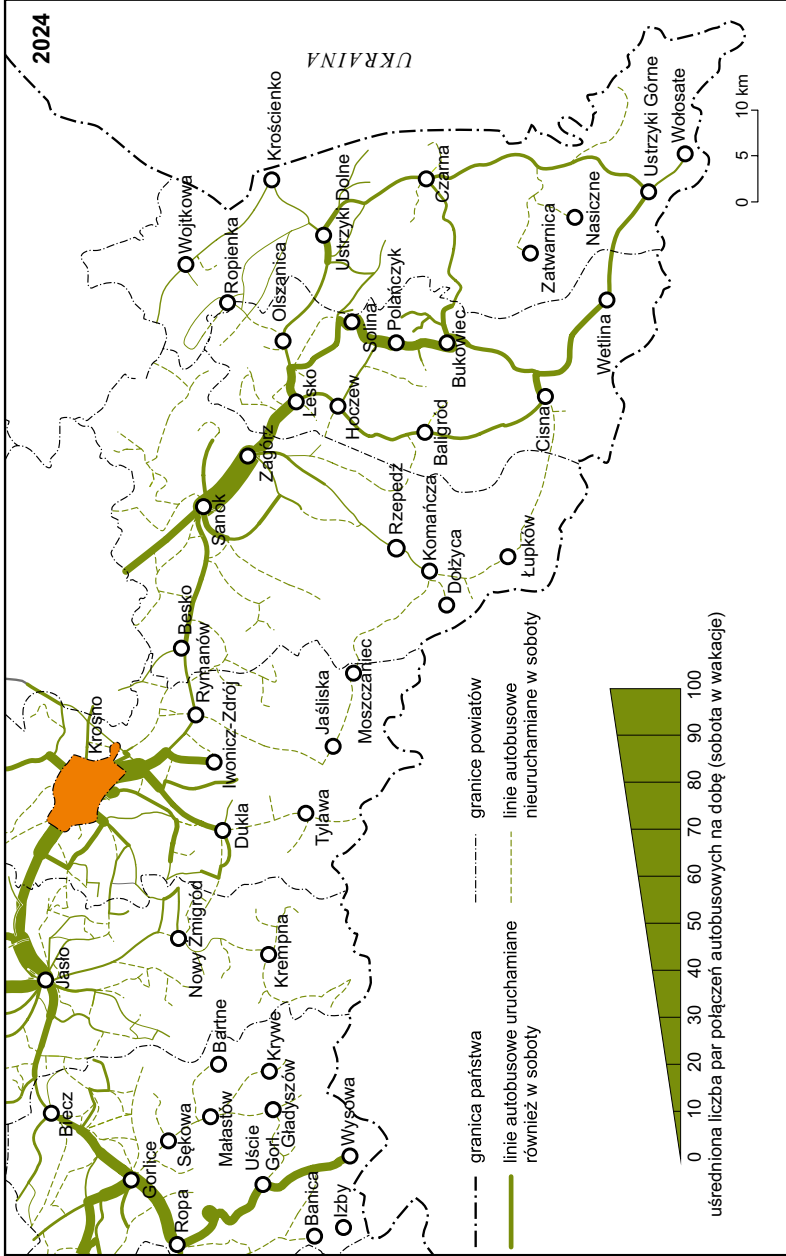 2024
UKRAINA
Krosno
Jasło
Biecz
Gorlice
Ropa
Sękowa
Małastów
Bartne
Krywe
Gładyszów
Uście
Gorl.
Wysowa
Banica
Izby
Nowy Żmigród
Krempna
Dukla
Tylawa
Iwonicz-Zdrój
Rymanów
Besko
Jaśliska
Moszczaniec
Sanok
Zagórz
Lesko
Hoczew
Baligród
Rzepedź
Komańcza
Dołżyca
Łupków
Cisna
Wetlina
Bukowiec
Polańczyk
Solina
Olszanica
Ropienka
Wojtkowa
Krościenko
Ustrzyki Dolne
Czarna
Zatwarnica
Nasiczne
Ustrzyki Górne
Wołosate
0 5 10 km
granica państwa
granice powiatów
linie autobusowe uruchamiane
również w soboty
linie autobusowe
nieuruchamiane w soboty
0 10 20 30 40 50 60 70 80 90 100
uśredniona liczba par połączeń autobusowych na dobę (sobota w wakacje)